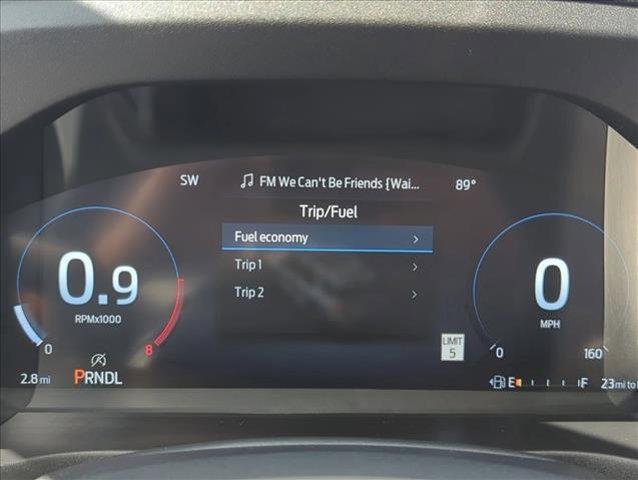 SW FM We Can't Be Friends {Wai... 89°
Trip/Fuel
Fuel economy >
Trip 1 >
Trip 2 >
0.9
RPMx1000
0 8
0
MPH
0 160
LIMIT
5
2.8 mi PRNDL E F 23 mi to